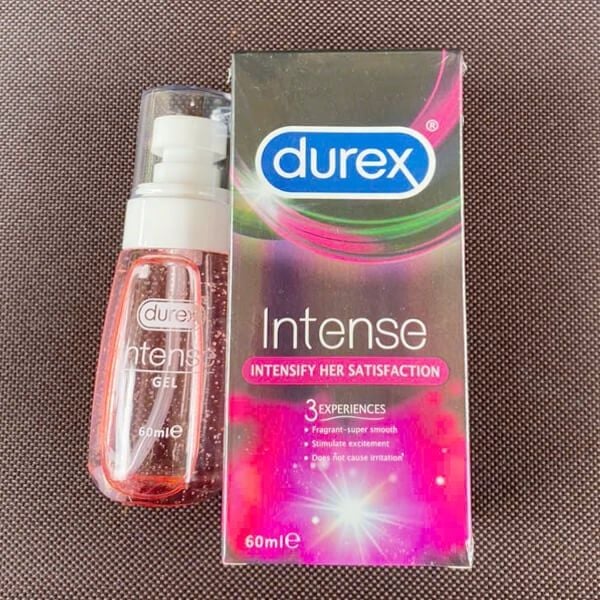 durex
ntense
GEL
60ml e
durex®
Intense
INTENSIFY HER SATISFACTION
3 EXPERIENCES
• Fragrant-super smooth
• Stimulate excitement
• Does not cause irritation
60ml e